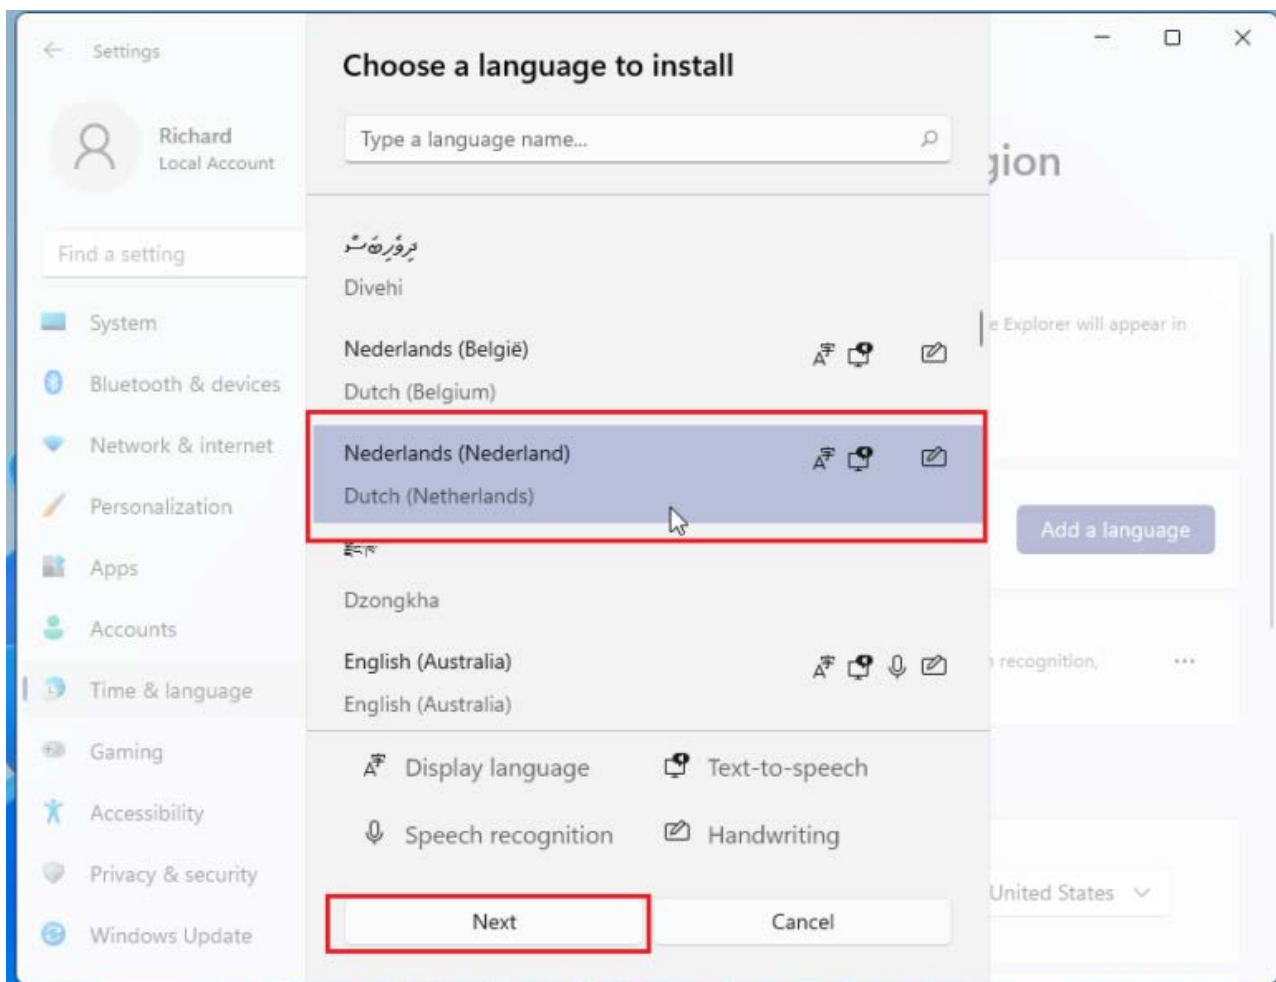 Settings
Richard
Local Account
Find a setting
System
Bluetooth & devices
Network & internet
Personalization
Apps
Accounts
Time & language
Gaming
Accessibility
Privacy & security
Windows Update
Choose a language to install
Type a language name...
ދިވެހިބަސް
Divehi
Nederlands (België)
Dutch (Belgium)
Nederlands (Nederland)
Dutch (Netherlands)
Dzongkha
English (Australia)
English (Australia)
Display language
Text-to-speech
Speech recognition
Handwriting
Next
Cancel
gion
e Explorer will appear in
Add a language
recognition,
United States